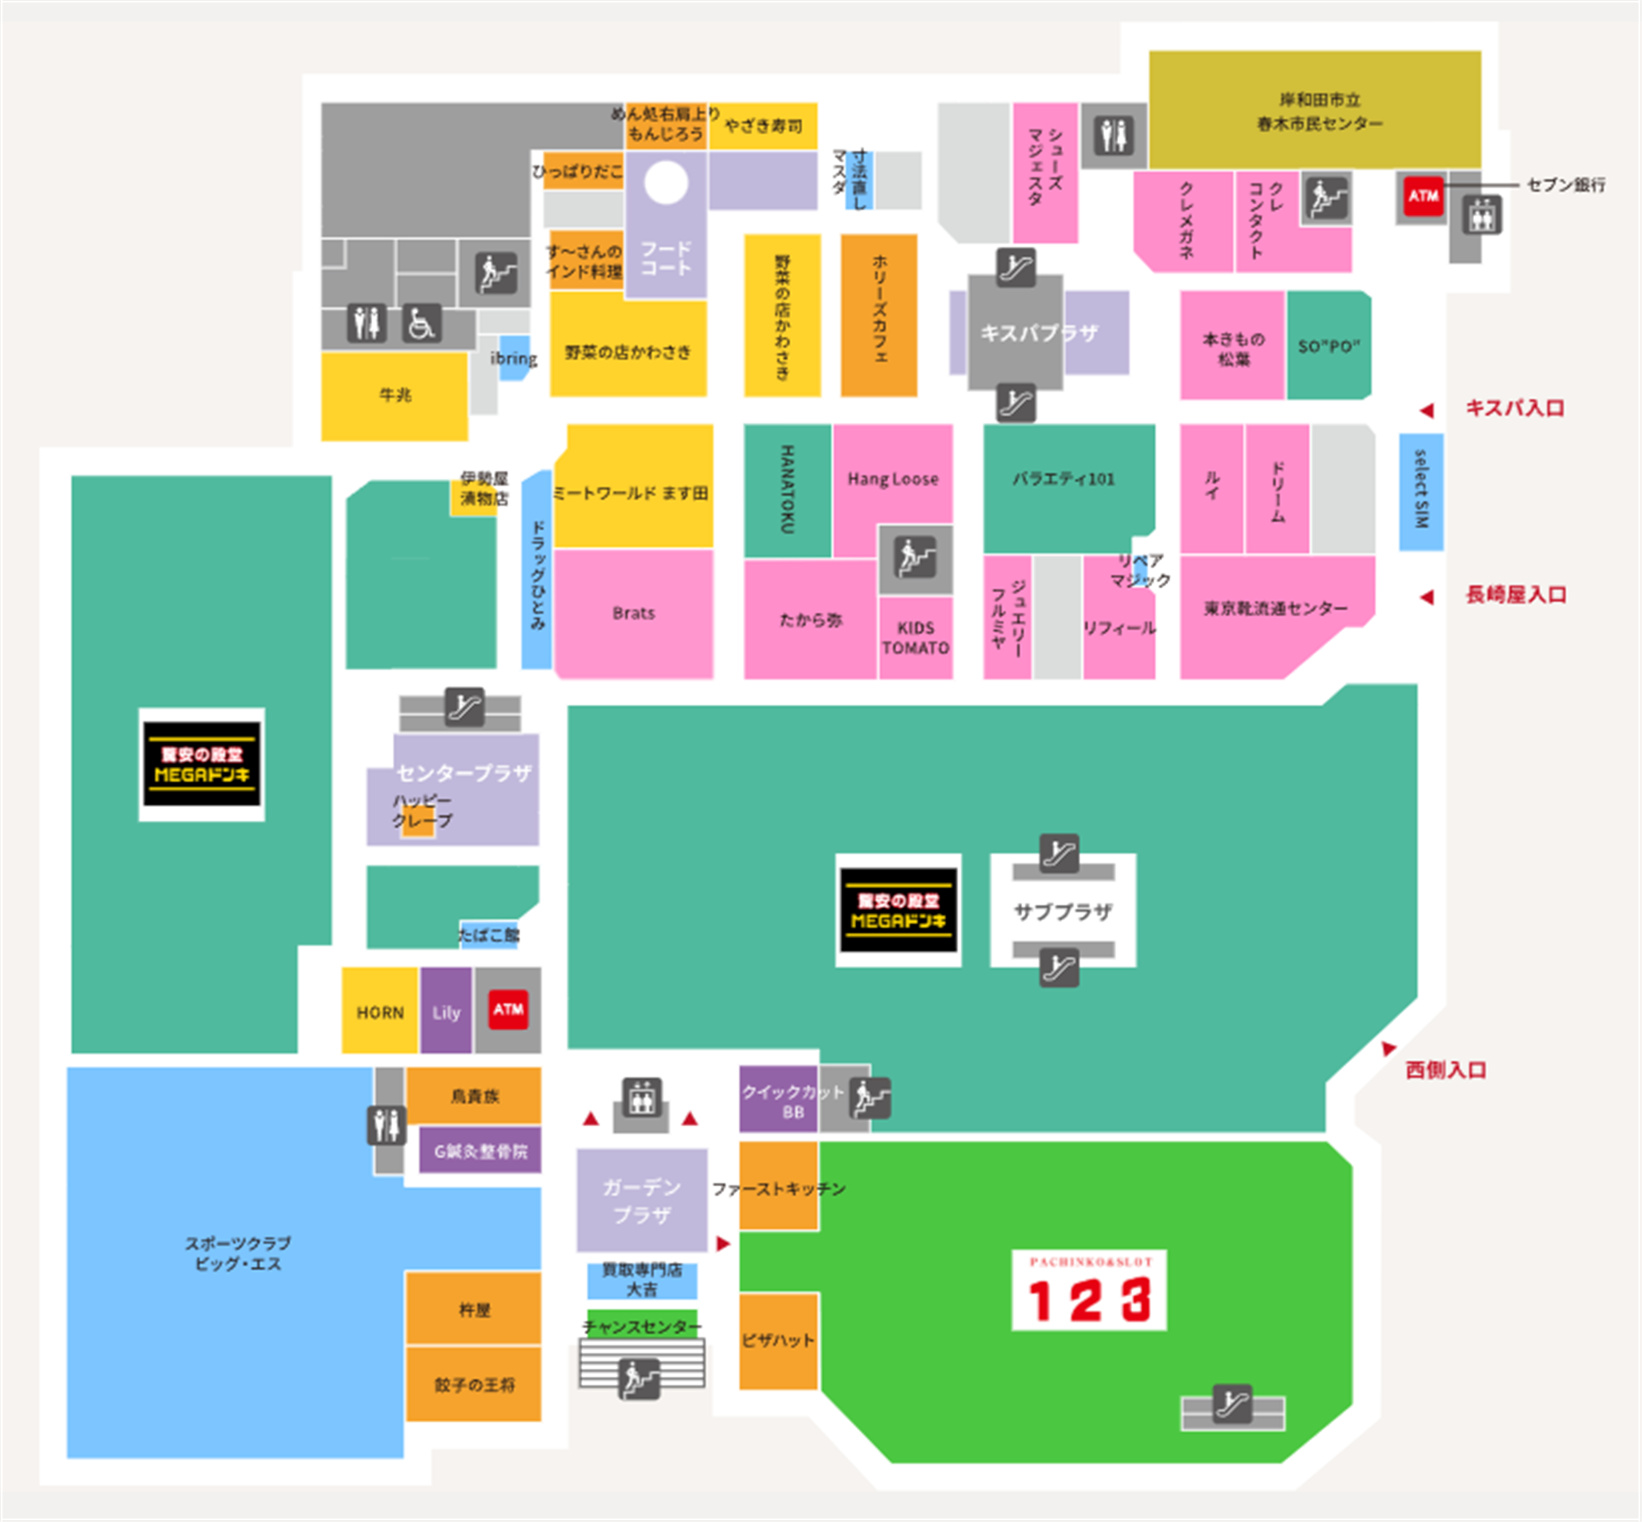 岸和田市立
春木市民センター
めん処右肩上り
もんじろう
やざき寿司
ひっぱりだこ
フード
コート
す～さんの
インド料理
野菜の店かわさき
マスダ
寸法直し
シューズ
マジェスタ
クレメガネ
クレ
コンタクト
ATM
セブン銀行
野菜の店かわさき
ホリーズカフェ
キスパプラザ
本きもの
松葉
SO"PO"
ibring
牛兆
キスパ入口
伊勢屋
漬物店
ドラッグひとみ
ミートワールド ます田
Brats
HANATOKU
Hang Loose
たから弥
KIDS
TOMATO
バラエティ101
ジュエリー
フルミヤ
リペア
マジック
リフィール
ルイ
ドリーム
東京靴流通センター
select SIM
長崎屋入口
驚安の殿堂
MEGAドンキ
センタープラザ
ハッピー
クレープ
たばこ館
HORN
Lily
ATM
驚安の殿堂
MEGAドンキ
サブプラザ
西側入口
鳥貴族
G鍼灸整骨院
スポーツクラブ
ビッグ・エス
杵屋
餃子の王将
クイックカット
BB
ガーデン
プラザ
買取専門店
大吉
チャンスセンター
ファーストキッチン
ピザハット
PACHINKO&SLOT
123